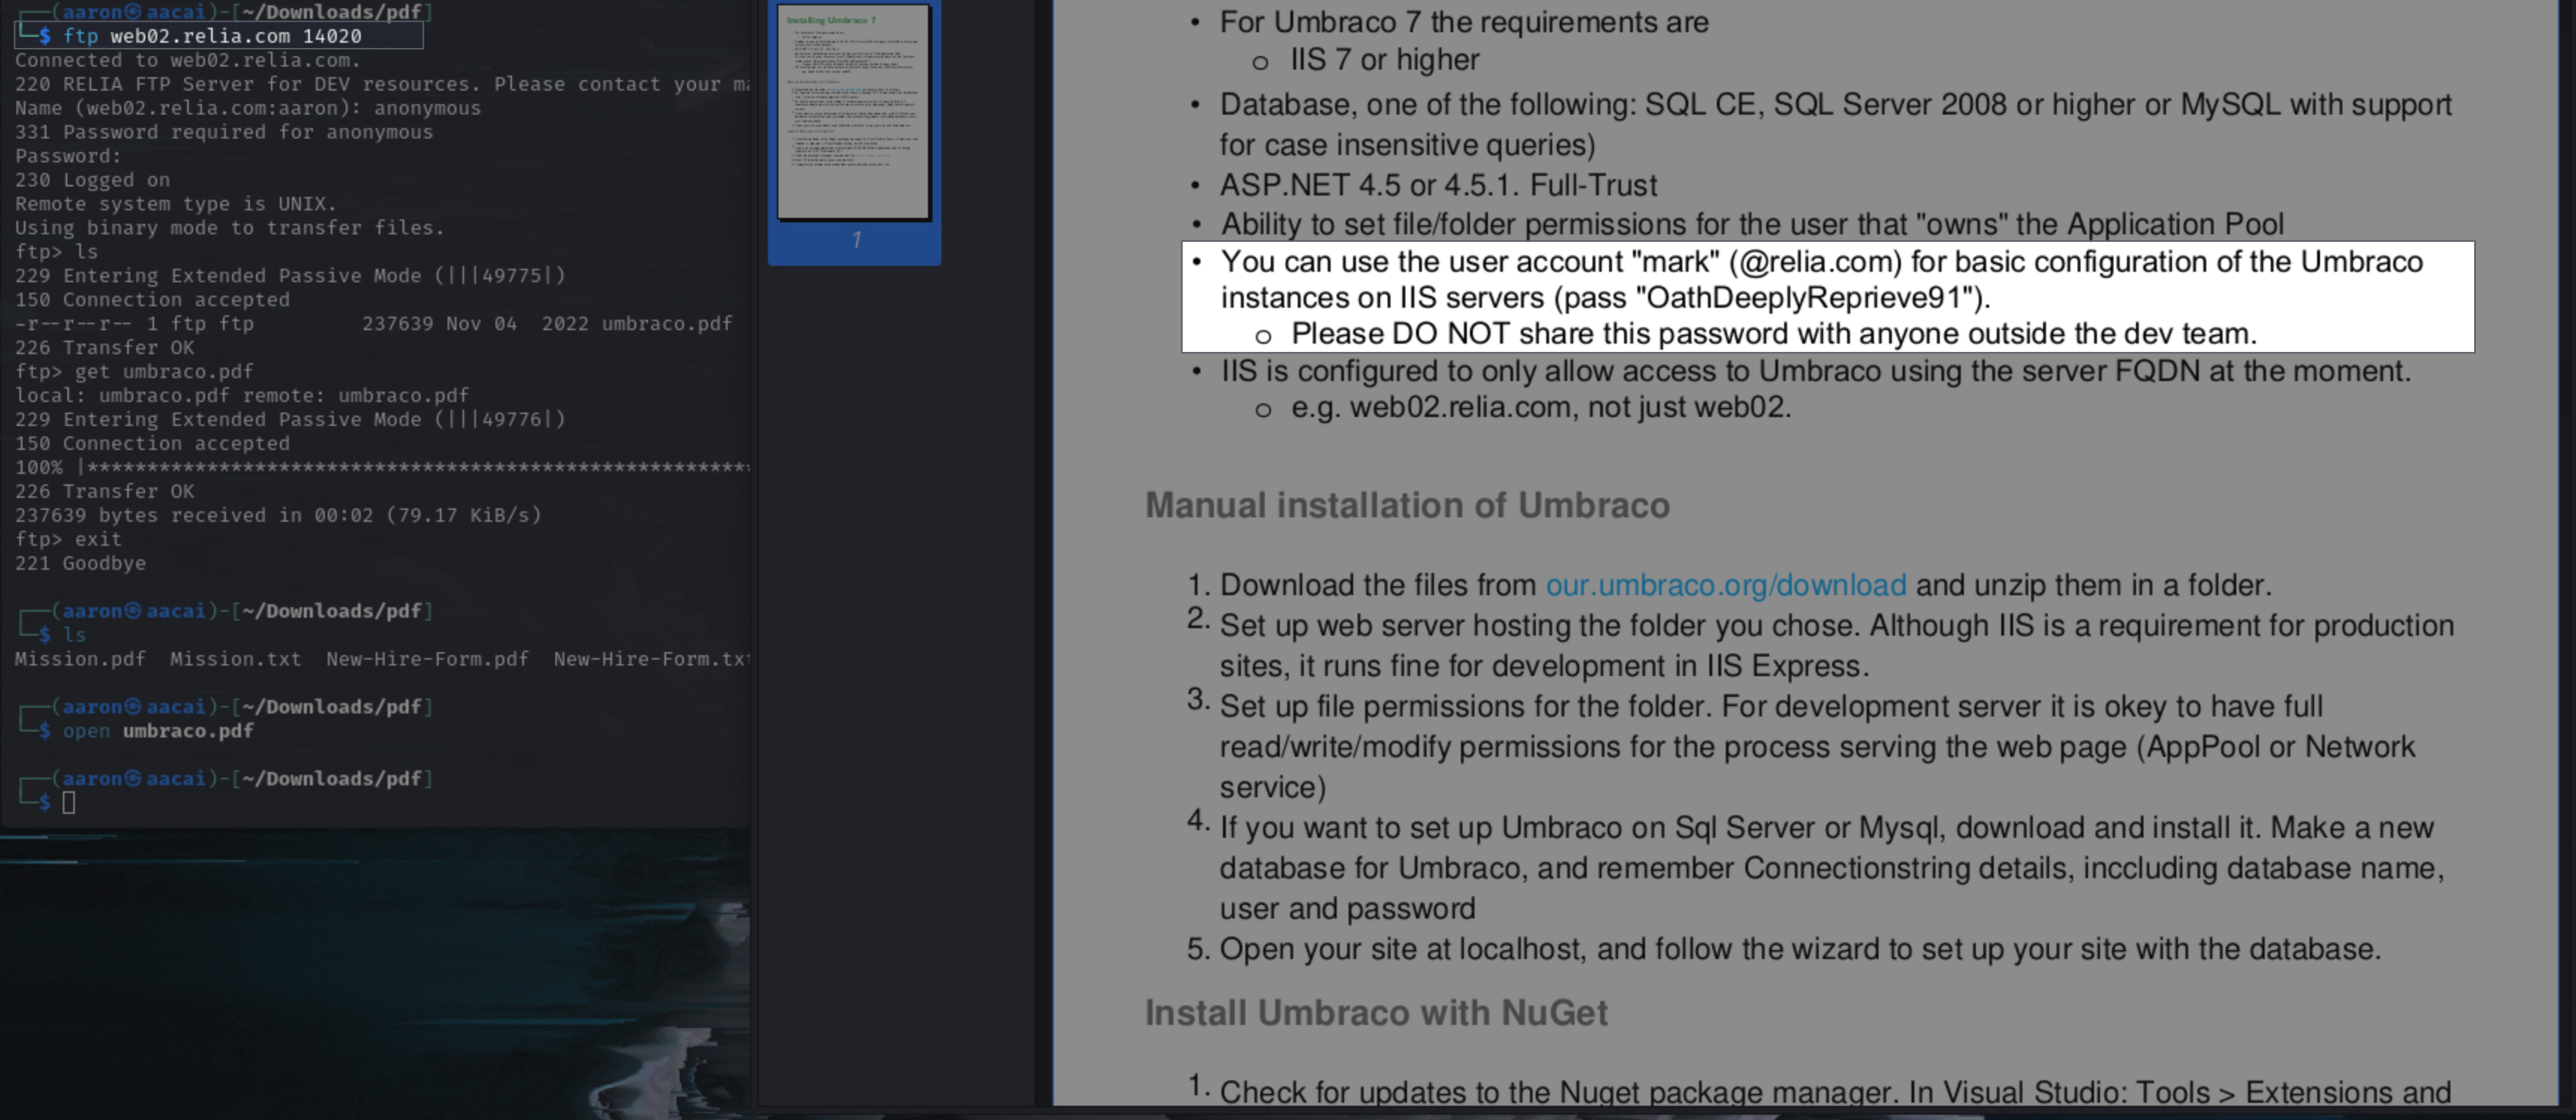 ┌──(aaron㉿aacai)-[~/Downloads/pdf]
└─$ ftp web02.relia.com 14020
Connected to web02.relia.com.
220 RELIA FTP Server for DEV resources. Please contact your ma
Name (web02.relia.com:aaron): anonymous
331 Password required for anonymous
Password:
230 Logged on
Remote system type is UNIX.
Using binary mode to transfer files.
ftp> ls
229 Entering Extended Passive Mode (|||49775|)
150 Connection accepted
-r--r--r-- 1 ftp ftp         237639 Nov 04  2022 umbraco.pdf
226 Transfer OK
ftp> get umbraco.pdf
local: umbraco.pdf remote: umbraco.pdf
229 Entering Extended Passive Mode (|||49776|)
150 Connection accepted
100% |********************************************************
226 Transfer OK
237639 bytes received in 00:02 (79.17 KiB/s)
ftp> exit
221 Goodbye
┌──(aaron㉿aacai)-[~/Downloads/pdf]
└─$ ls
Mission.pdf  Mission.txt  New-Hire-Form.pdf  New-Hire-Form.txt
┌──(aaron㉿aacai)-[~/Downloads/pdf]
└─$ open umbraco.pdf
┌──(aaron㉿aacai)-[~/Downloads/pdf]
└─$
Installing Umbraco 7
1
• For Umbraco 7 the requirements are
o IIS 7 or higher
• Database, one of the following: SQL CE, SQL Server 2008 or higher or MySQL with support
for case insensitive queries)
• ASP.NET 4.5 or 4.5.1. Full-Trust
• Ability to set file/folder permissions for the user that "owns" the Application Pool
• You can use the user account "mark" (@relia.com) for basic configuration of the Umbraco
instances on IIS servers (pass "OathDeeplyReprieve91").
o Please DO NOT share this password with anyone outside the dev team.
• IIS is configured to only allow access to Umbraco using the server FQDN at the moment.
o e.g. web02.relia.com, not just web02.
Manual installation of Umbraco
1. Download the files from our.umbraco.org/download and unzip them in a folder.
2. Set up web server hosting the folder you chose. Although IIS is a requirement for production
sites, it runs fine for development in IIS Express.
3. Set up file permissions for the folder. For development server it is okey to have full
read/write/modify permissions for the process serving the web page (AppPool or Network
service)
4. If you want to set up Umbraco on Sql Server or Mysql, download and install it. Make a new
database for Umbraco, and remember Connectionstring details, inccluding database name,
user and password
5. Open your site at localhost, and follow the wizard to set up your site with the database.
Install Umbraco with NuGet
1. Check for updates to the Nuget package manager. In Visual Studio: Tools > Extensions and